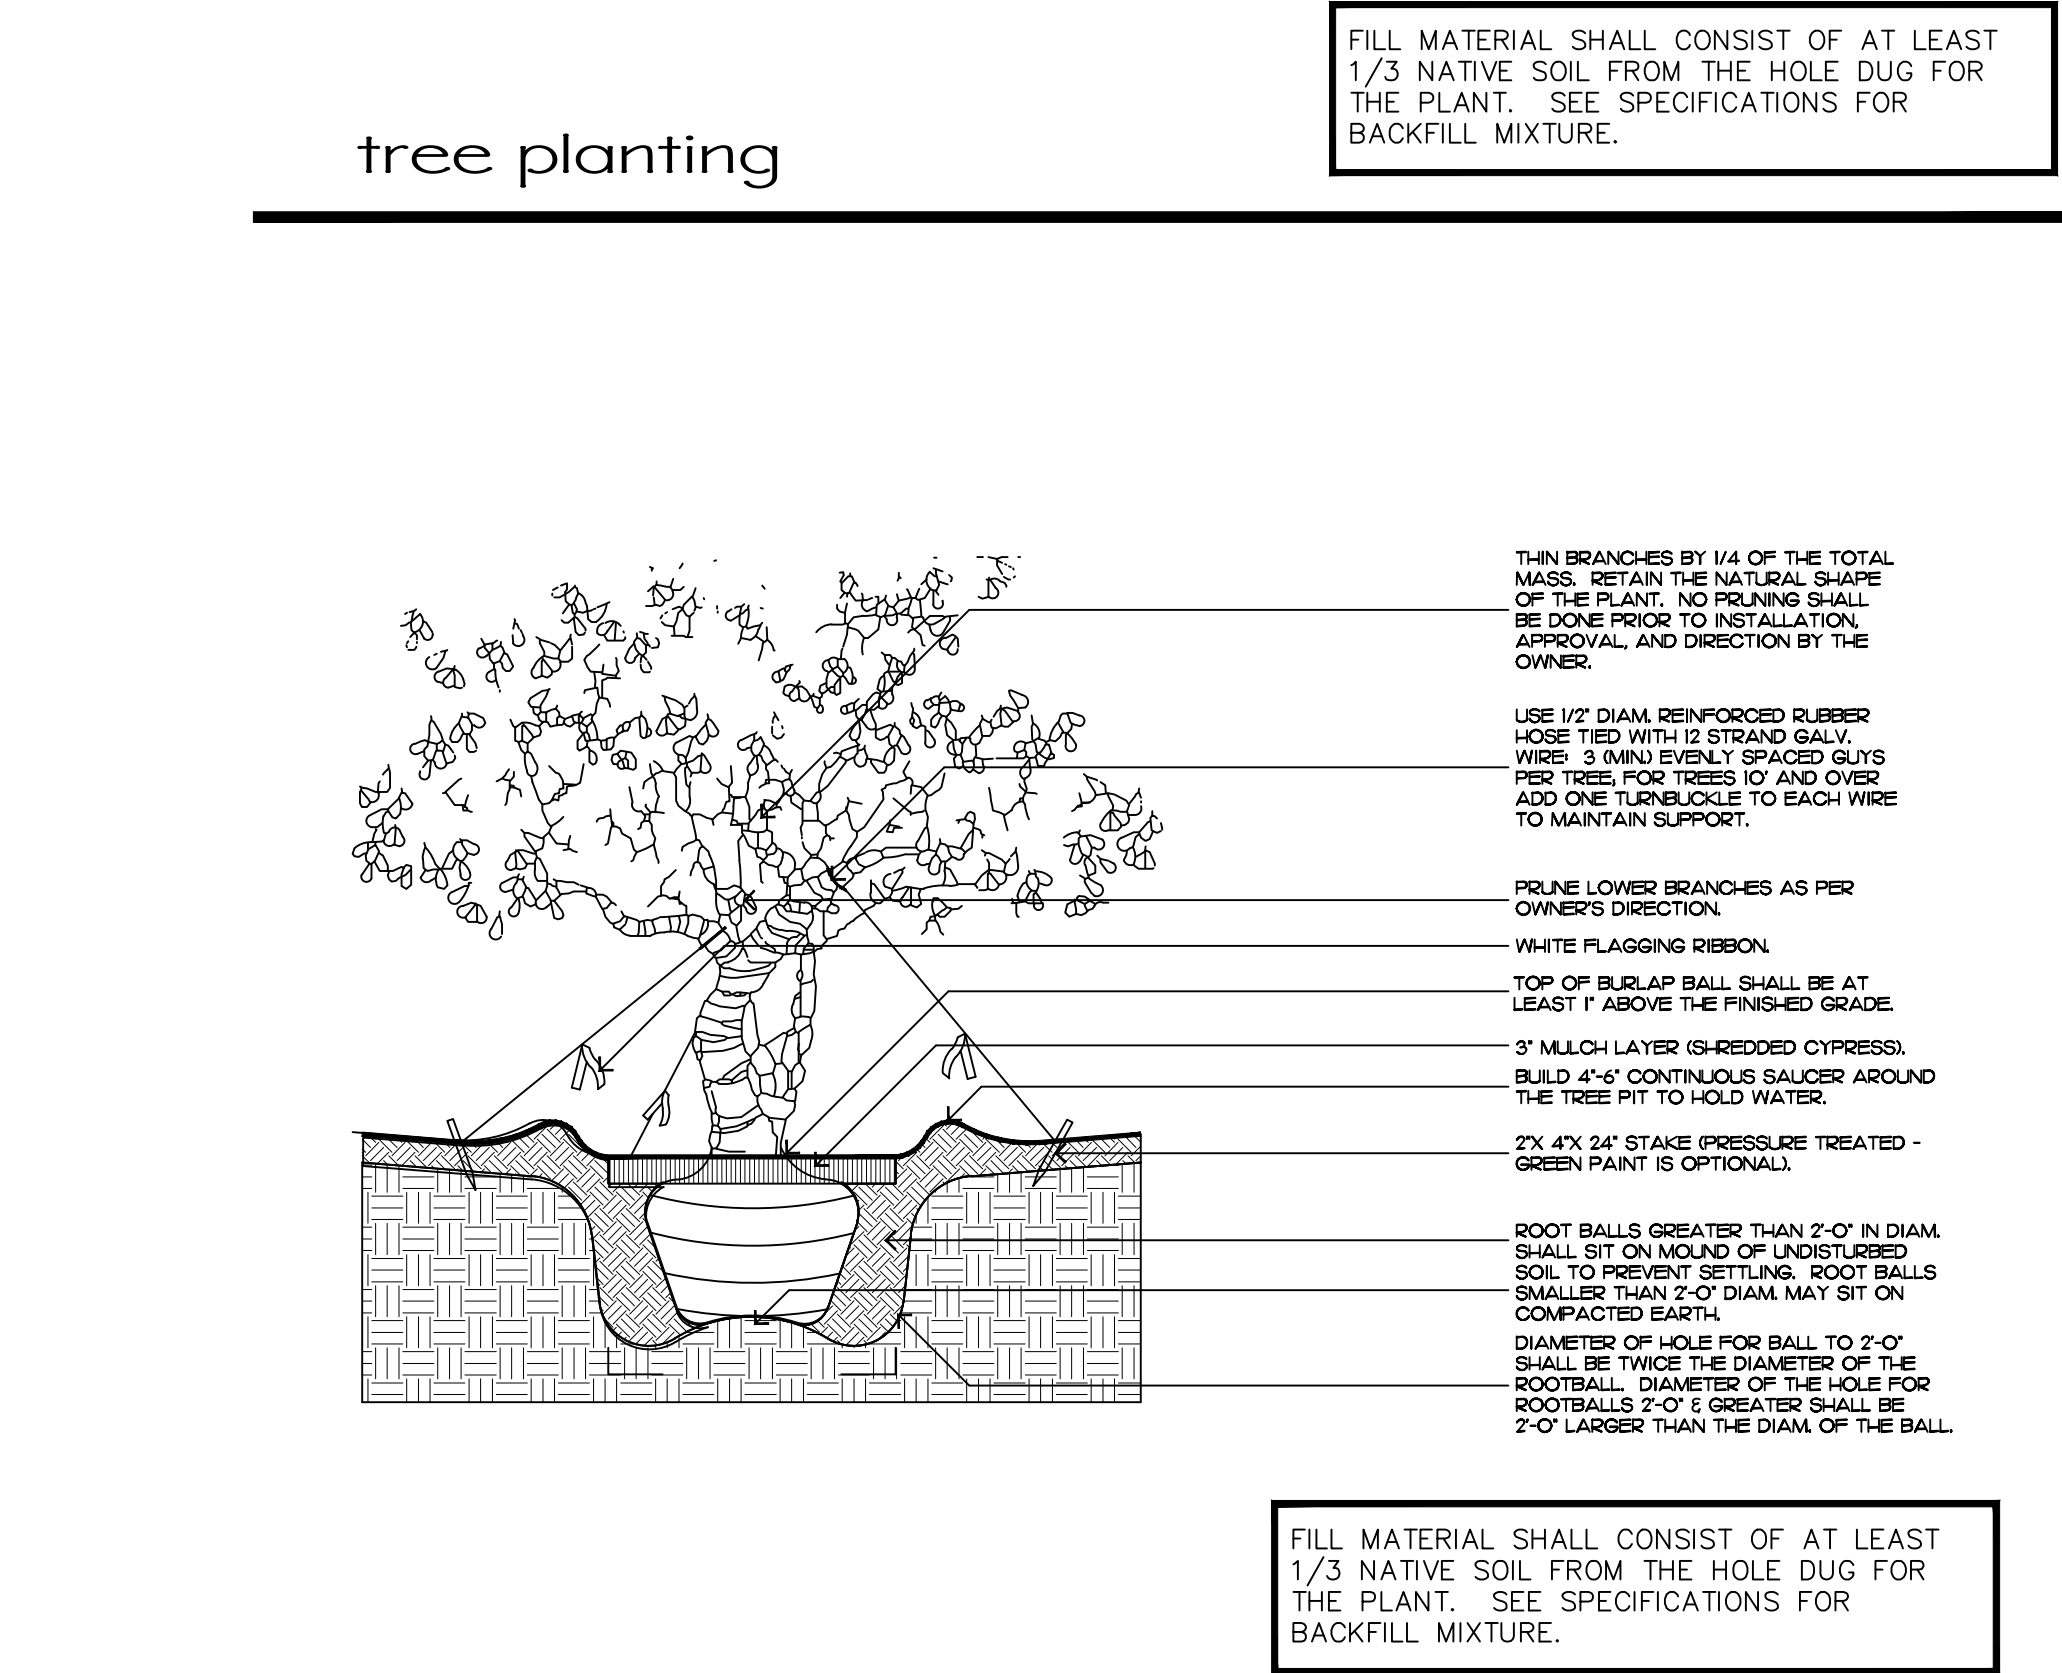 FILL MATERIAL SHALL CONSIST OF AT LEAST
1/3 NATIVE SOIL FROM THE HOLE DUG FOR
THE PLANT. SEE SPECIFICATIONS FOR
BACKFILL MIXTURE.
tree planting
THIN BRANCHES BY 1/4 OF THE TOTAL
MASS. RETAIN THE NATURAL SHAPE
OF THE PLANT. NO PRUNING SHALL
BE DONE PRIOR TO INSTALLATION,
APPROVAL, AND DIRECTION BY THE
OWNER.
USE 1/2" DIAM. REINFORCED RUBBER
HOSE TIED WITH 12 STRAND GALV.
WIRE: 3 (MIN.) EVENLY SPACED GUYS
PER TREE; FOR TREES 10' AND OVER
ADD ONE TURNBUCKLE TO EACH WIRE
TO MAINTAIN SUPPORT.
PRUNE LOWER BRANCHES AS PER
OWNER'S DIRECTION.
WHITE FLAGGING RIBBON.
TOP OF BURLAP BALL SHALL BE AT
LEAST 1" ABOVE THE FINISHED GRADE.
3" MULCH LAYER (SHREDDED CYPRESS).
BUILD 4"-6" CONTINUOUS SAUCER AROUND
THE TREE PIT TO HOLD WATER.
2"X 4"X 24" STAKE (PRESSURE TREATED -
GREEN PAINT IS OPTIONAL).
ROOT BALLS GREATER THAN 2'-0" IN DIAM.
SHALL SIT ON MOUND OF UNDISTURBED
SOIL TO PREVENT SETTLING. ROOT BALLS
SMALLER THAN 2'-0" DIAM. MAY SIT ON
COMPACTED EARTH.
DIAMETER OF HOLE FOR BALL TO 2'-0"
SHALL BE TWICE THE DIAMETER OF THE
ROOTBALL. DIAMETER OF THE HOLE FOR
ROOTBALLS 2'-0" & GREATER SHALL BE
2'-0" LARGER THAN THE DIAM. OF THE BALL.
FILL MATERIAL SHALL CONSIST OF AT LEAST
1/3 NATIVE SOIL FROM THE HOLE DUG FOR
THE PLANT. SEE SPECIFICATIONS FOR
BACKFILL MIXTURE.